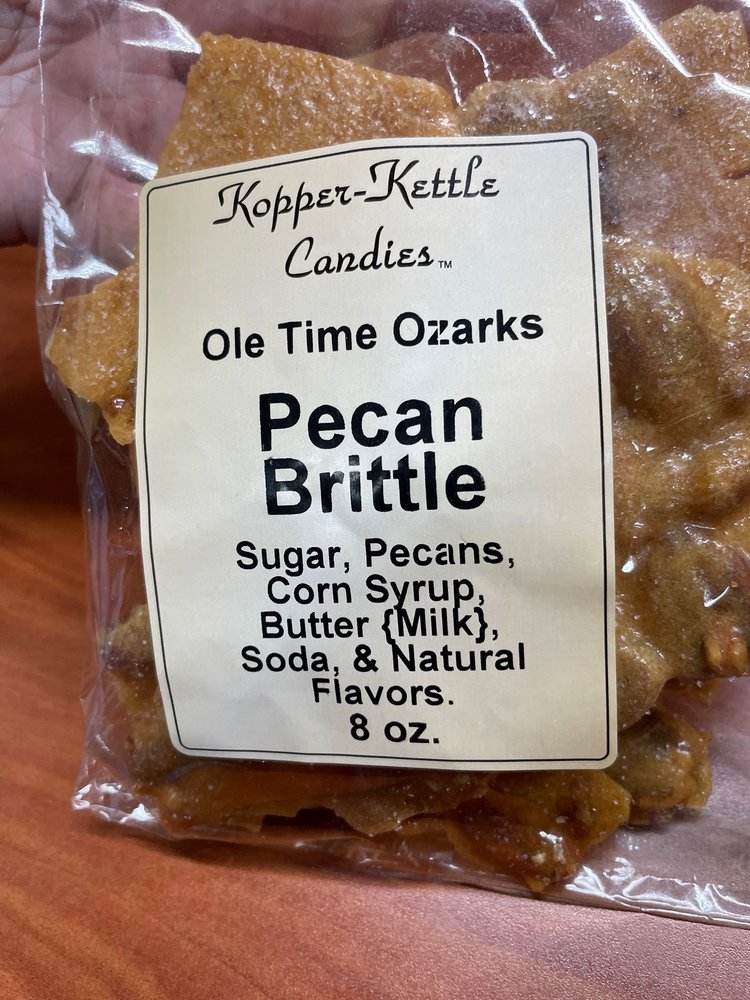 Kopper-Kettle
Candies™
Ole Time Ozarks
Pecan
Brittle
Sugar, Pecans,
Corn Syrup,
Butter {Milk},
Soda, & Natural
Flavors.
8 oz.